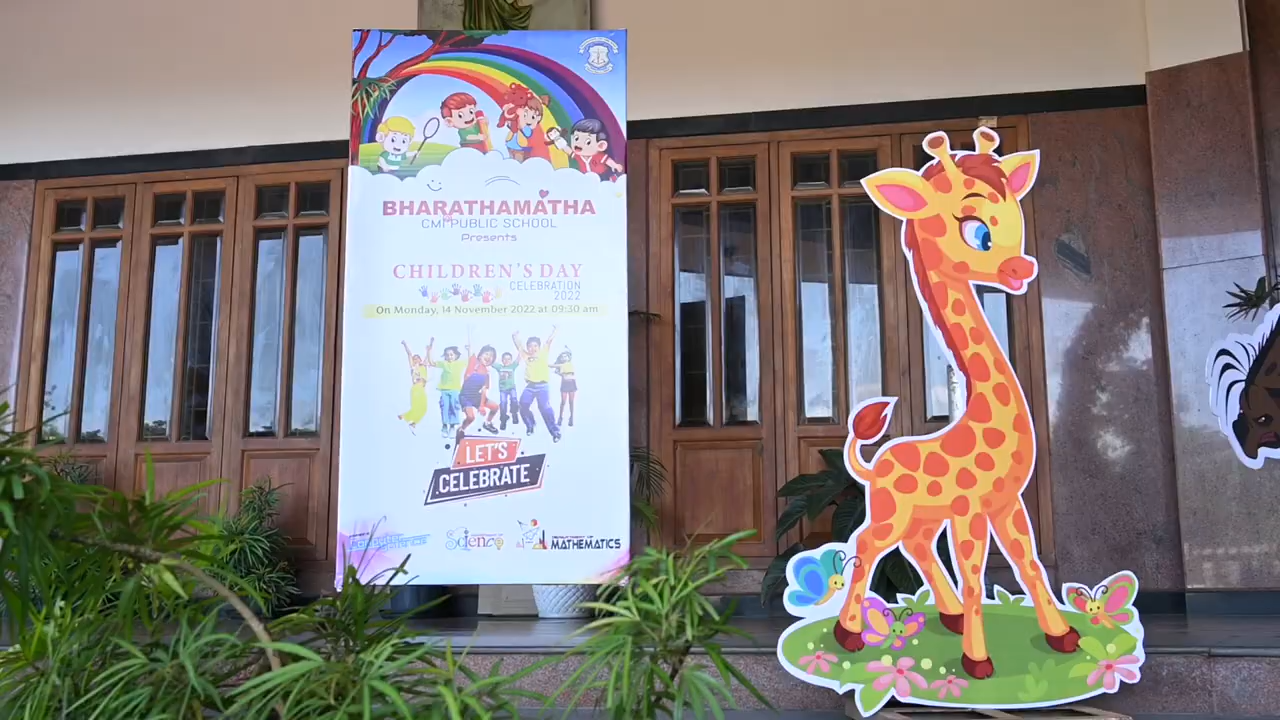 BHARATHAMATHA
CMI PUBLIC SCHOOL
Presents
CHILDREN'S DAY
CELEBRATION
2022
On Monday, 14 November 2022 at 09:30 am
LET'S
CELEBRATE
Science
MATHEMATICS